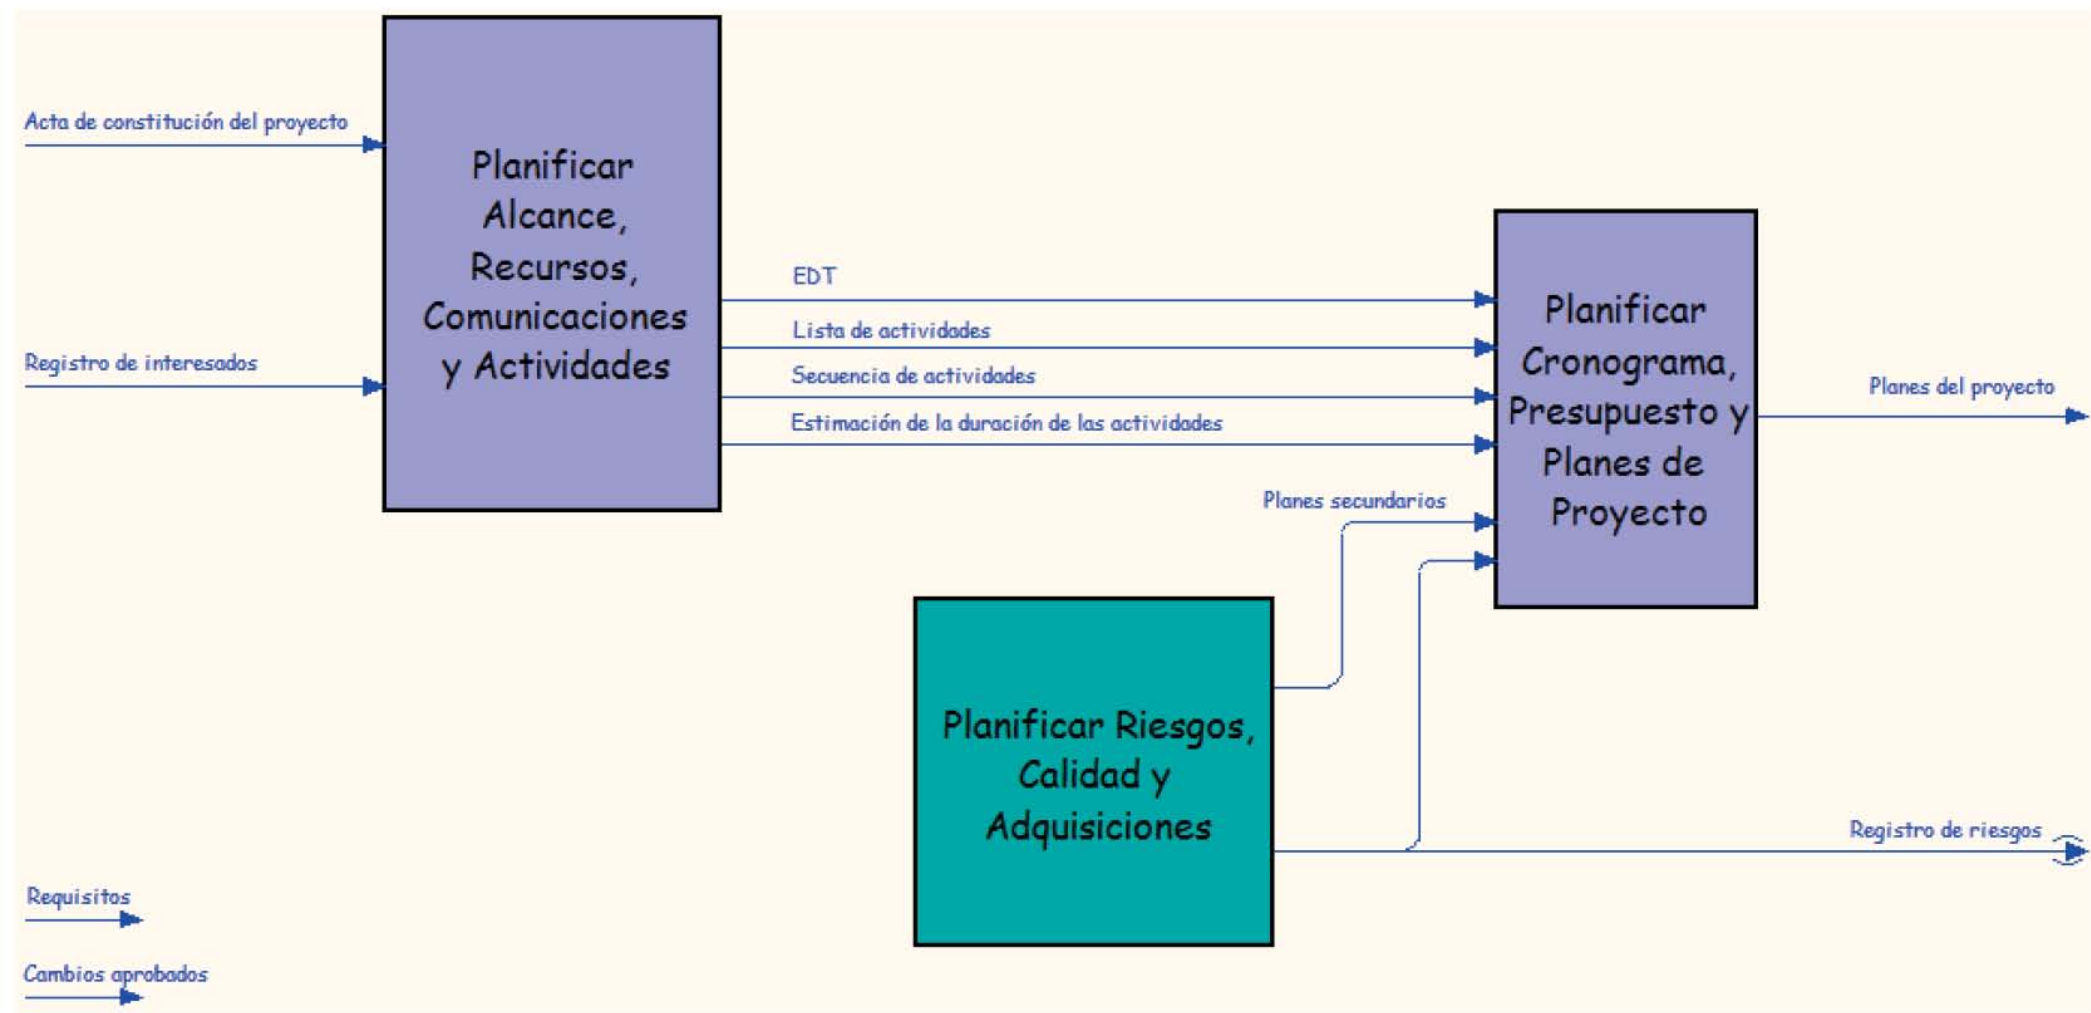 Acta de constitución del proyecto
Registro de interesados
Planificar
Alcance,
Recursos,
Comunicaciones
y Actividades
EDT
Lista de actividades
Secuencia de actividades
Estimación de la duración de las actividades
Planes secundarios
Planificar
Cronograma,
Presupuesto y
Planes de
Proyecto
Planes del proyecto
Planificar Riesgos,
Calidad y
Adquisiciones
Registro de riesgos
Requisitos
Cambios aprobados